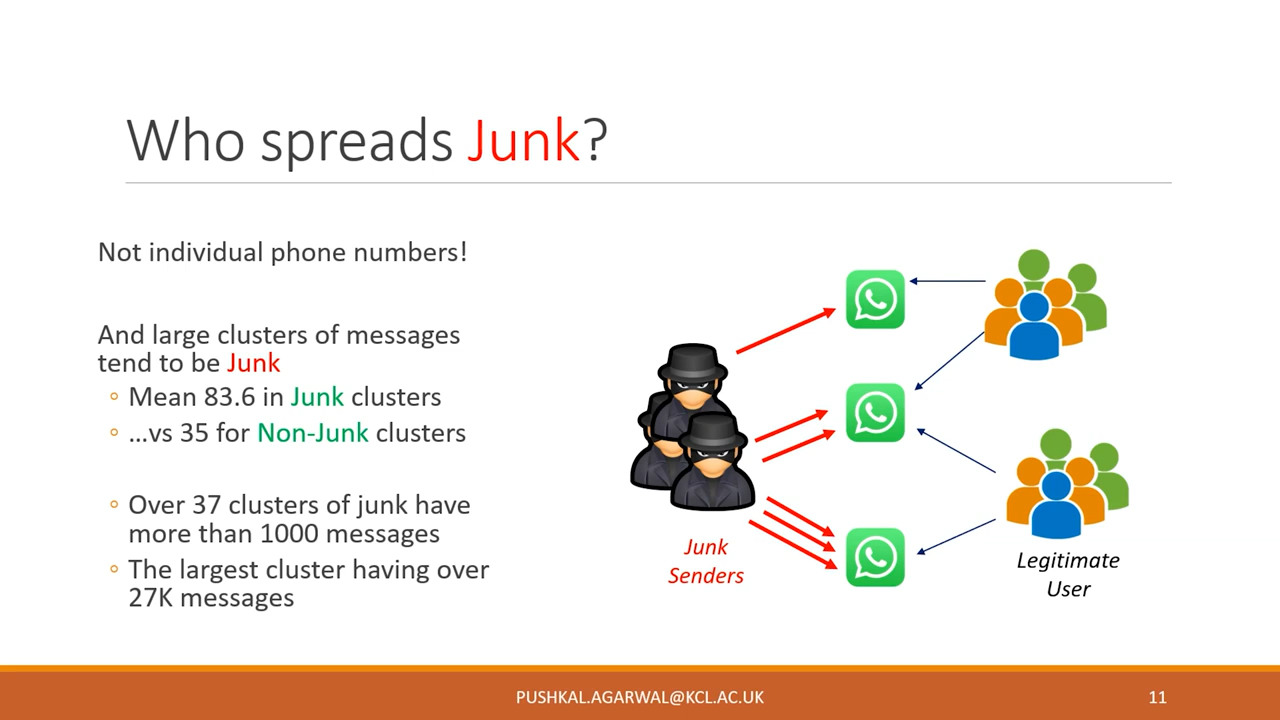 Who spreads Junk?
Not individual phone numbers!
And large clusters of messages
tend to be Junk
◦ Mean 83.6 in Junk clusters
◦ …vs 35 for Non-Junk clusters
◦ Over 37 clusters of junk have
more than 1000 messages
◦ The largest cluster having over
27K messages
Junk
Senders
Legitimate
User
PUSHKAL.AGARWAL@KCL.AC.UK
11